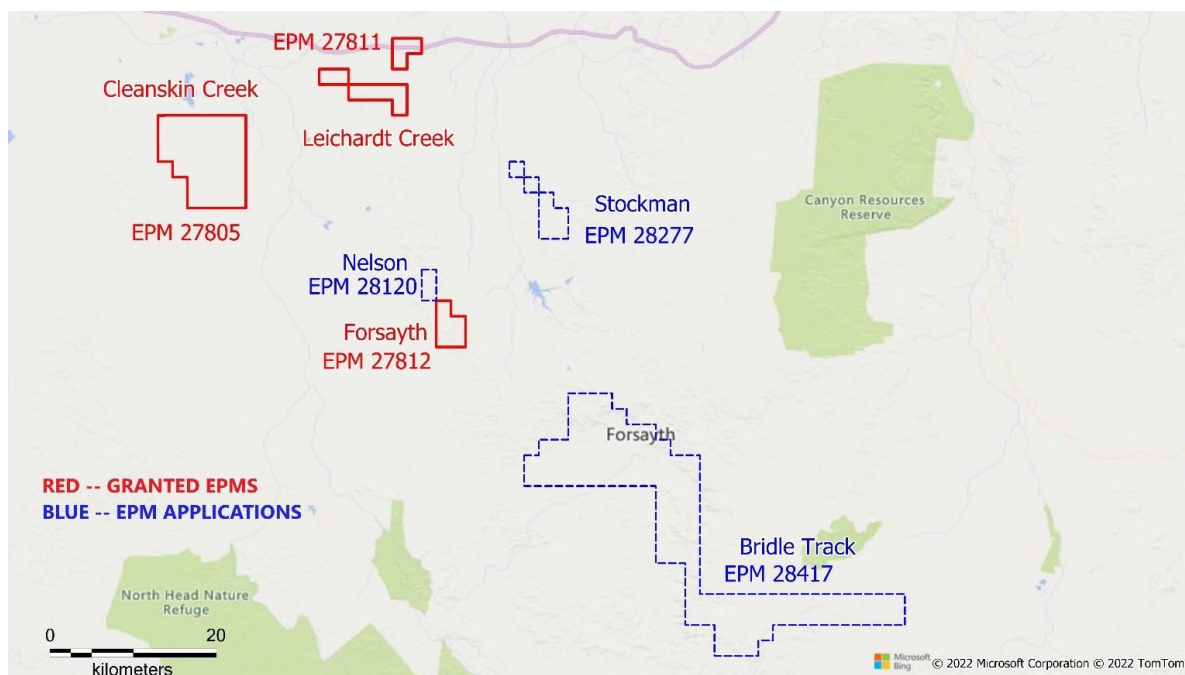 EPM 27811
Cleanskin Creek
Leichardt Creek
EPM 27805
Canyon Resources
Reserve
Stockman
EPM 28277
Nelson
EPM 28120
Forsayth
EPM 27812
Forsayth
RED -- GRANTED EPMS
BLUE -- EPM APPLICATIONS
Bridle Track
EPM 28417
North Head Nature
Refuge
0 20
kilometers
Microsoft
Bing
© 2022 Microsoft Corporation © 2022 TomTom